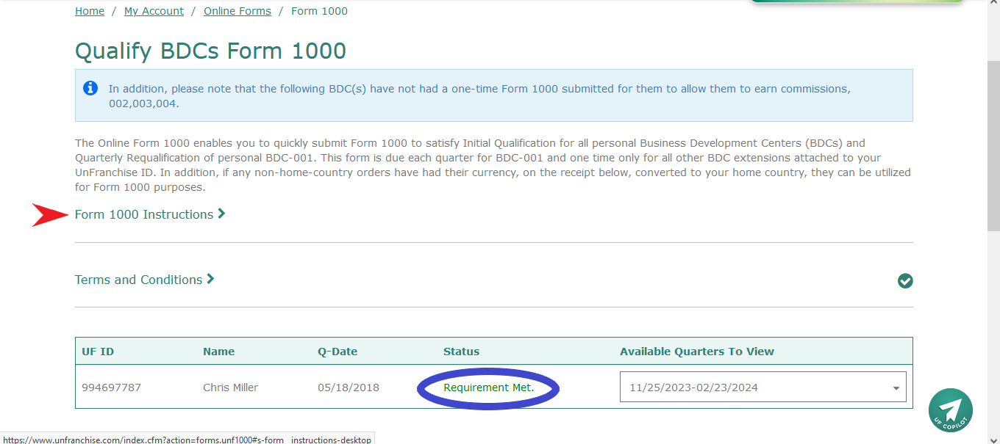 Home / My Account / Online Forms / Form 1000
Qualify BDCs Form 1000
In addition, please note that the following BDC(s) have not had a one-time Form 1000 submitted for them to allow them to earn commissions,
002,003,004.
The Online Form 1000 enables you to quickly submit Form 1000 to satisfy Initial Qualification for all personal Business Development Centers (BDCs) and
Quarterly Requalification of personal BDC-001. This form is due each quarter for BDC-001 and one time only for all other BDC extensions attached to your
UnFranchise ID. In addition, if any non-home-country orders have had their currency, on the receipt below, converted to your home country, they can be utilized
for Form 1000 purposes.
Form 1000 Instructions
Terms and Conditions
UF ID Name Q-Date Status Available Quarters To View
994697787 Chris Miller 05/18/2018 Requirement Met. 11/25/2023-02/23/2024
UF COPILOT
https://www.unfranchise.com/index.cfm?action=forms.unf1000#s-form_instructions-desktop